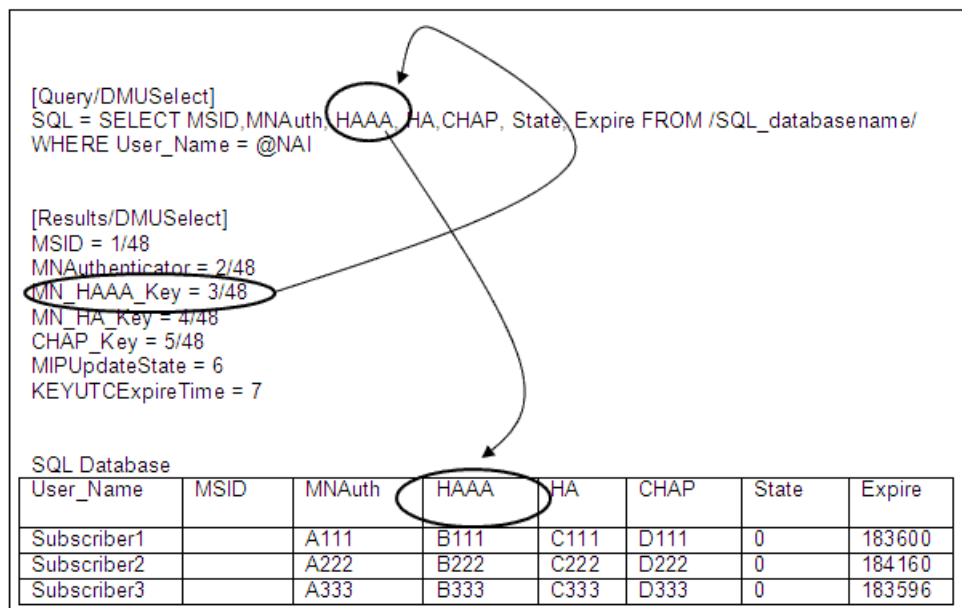 [Query/DMUSelect]
SQL = SELECT MSID,MNAuth, HAAA, HA,CHAP, State, Expire FROM /SQL_databasename/
WHERE User_Name = @NAI
[Results/DMUSelect]
MSID = 1/48
MNAuthenticator = 2/48
MN_HAAA_Key = 3/48
MN_HA_Key = 4/48
CHAP_Key = 5/48
MIPUpdateState = 6
KEYUTCExpireTime = 7
SQL Database
User_Name MSID MNAuth HAAA HA CHAP State Expire
Subscriber1 A111 B111 C111 D111 0 183600
Subscriber2 A222 B222 C222 D222 0 184160
Subscriber3 A333 B333 C333 D333 0 183596